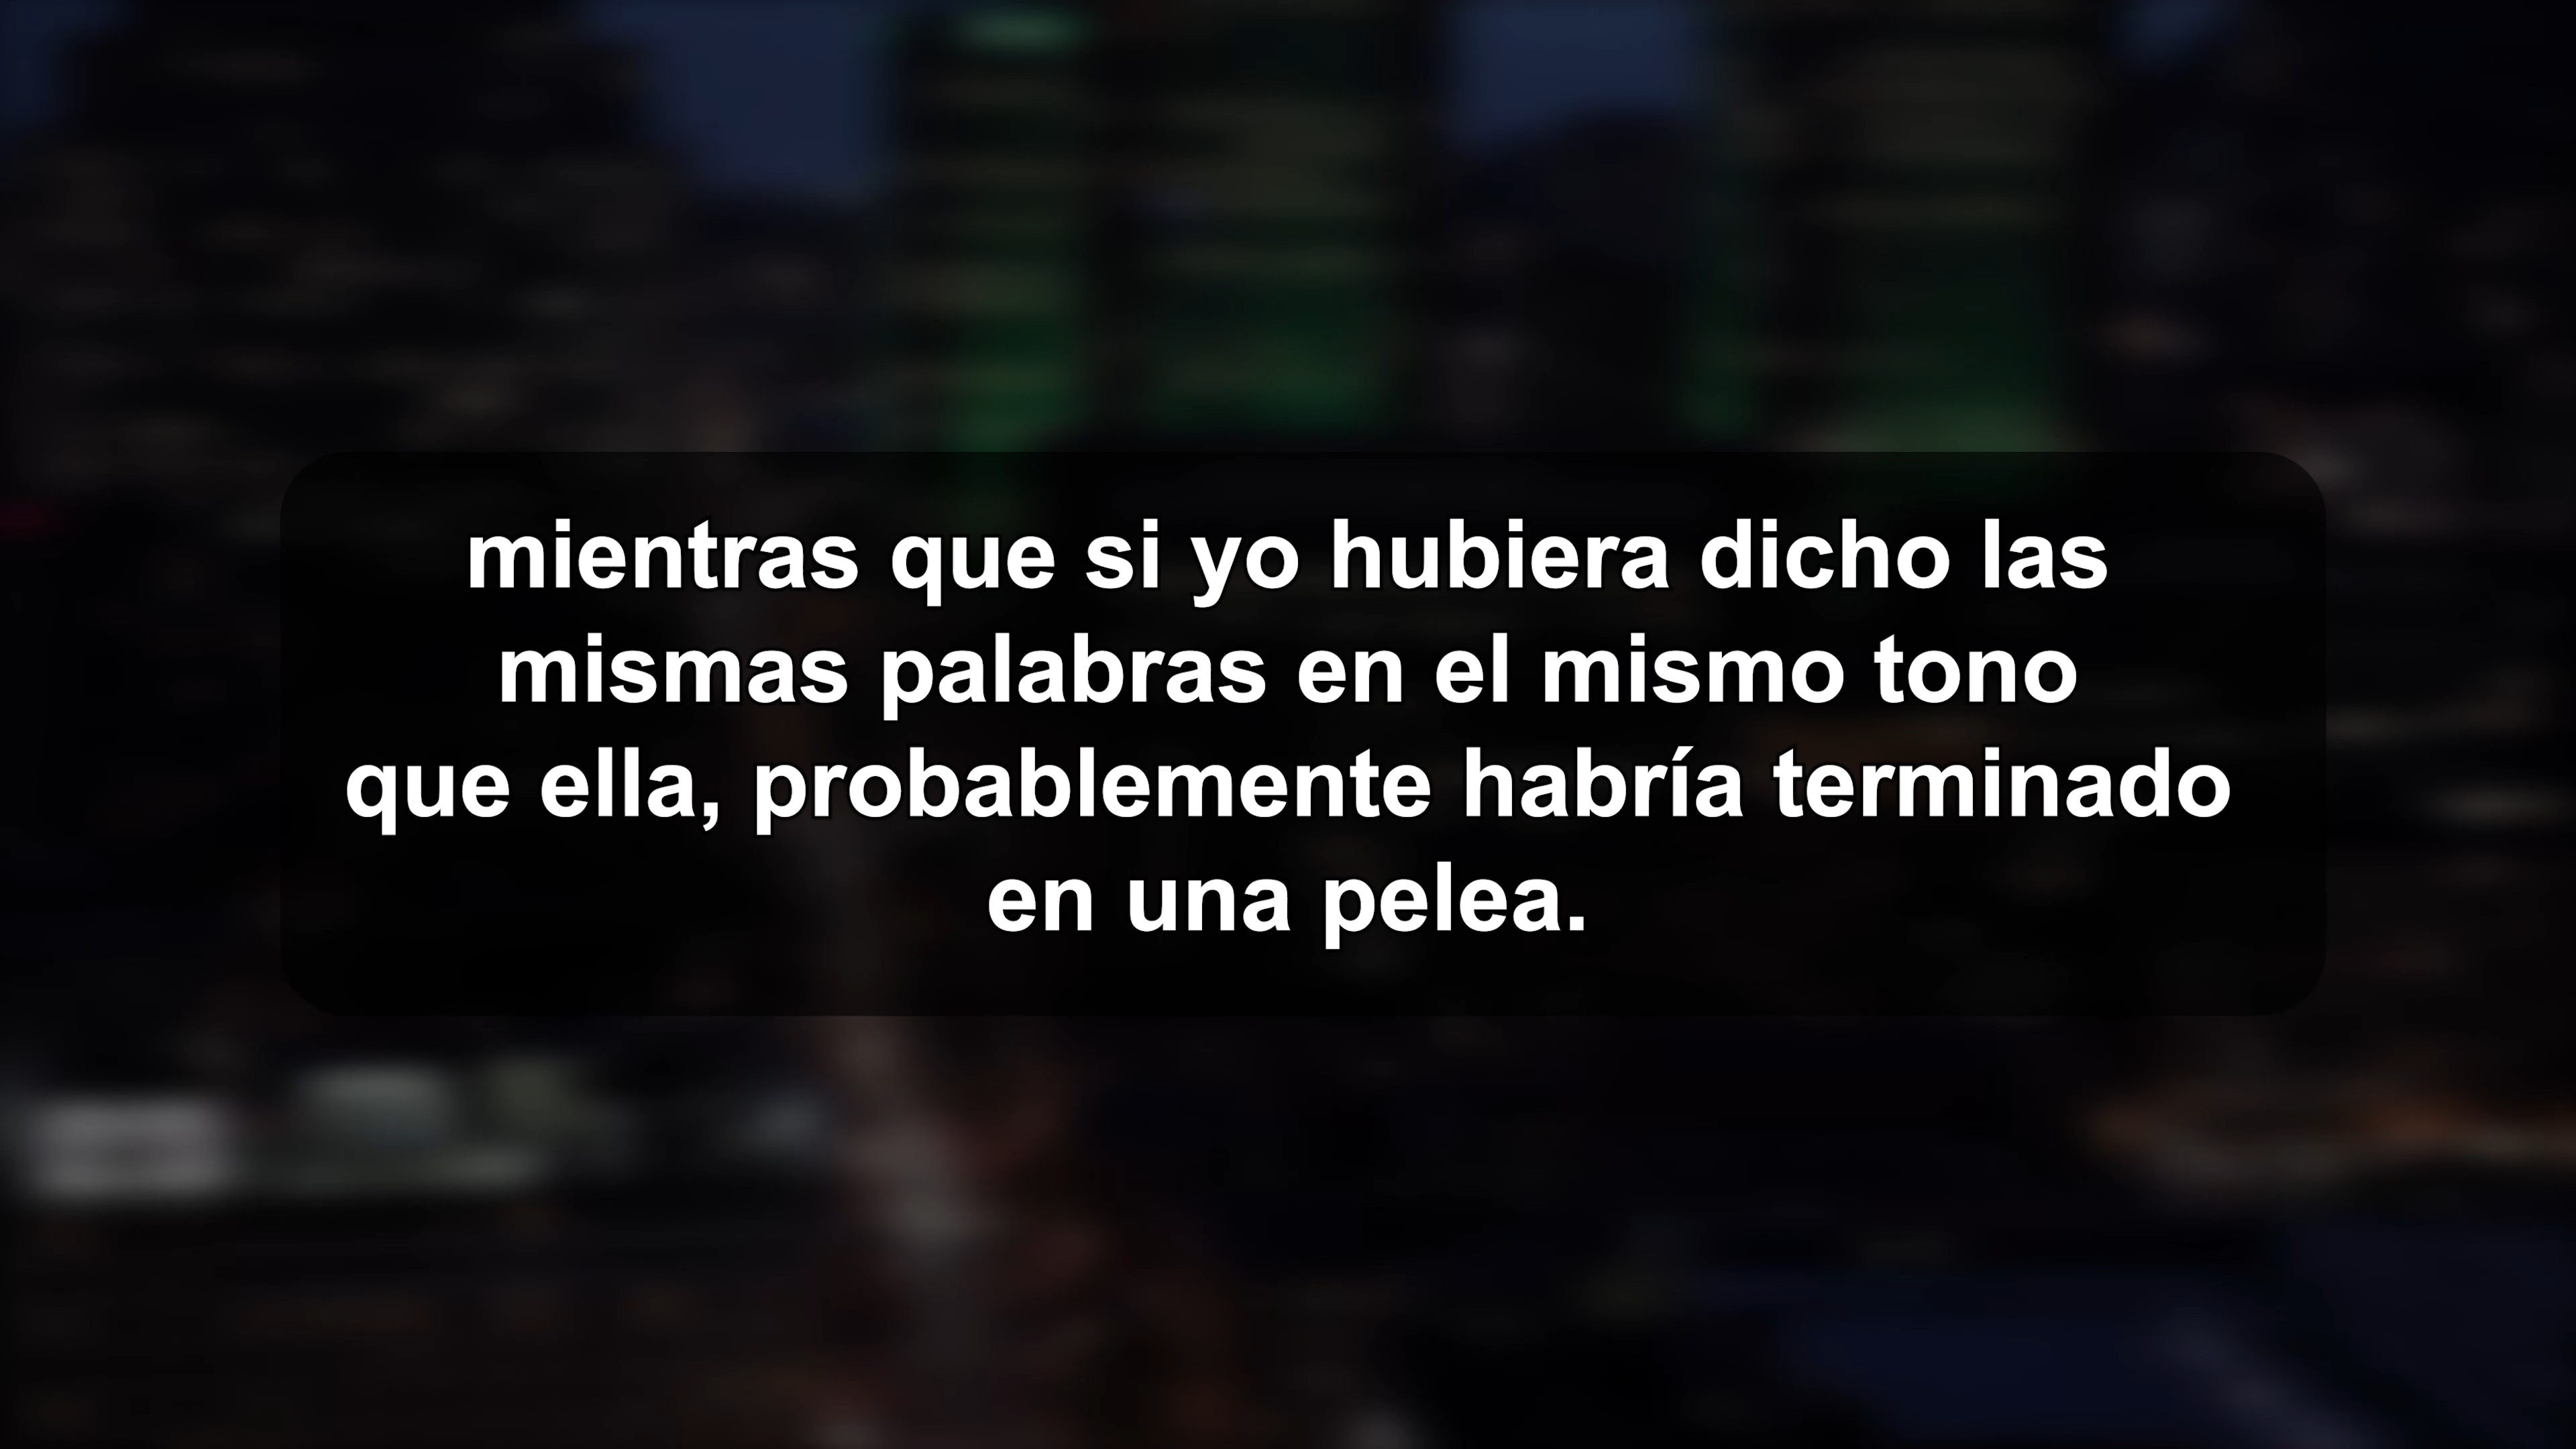 mientras que si yo hubiera dicho las
mismas palabras en el mismo tono
que ella, probablemente habría terminado
en una pelea.